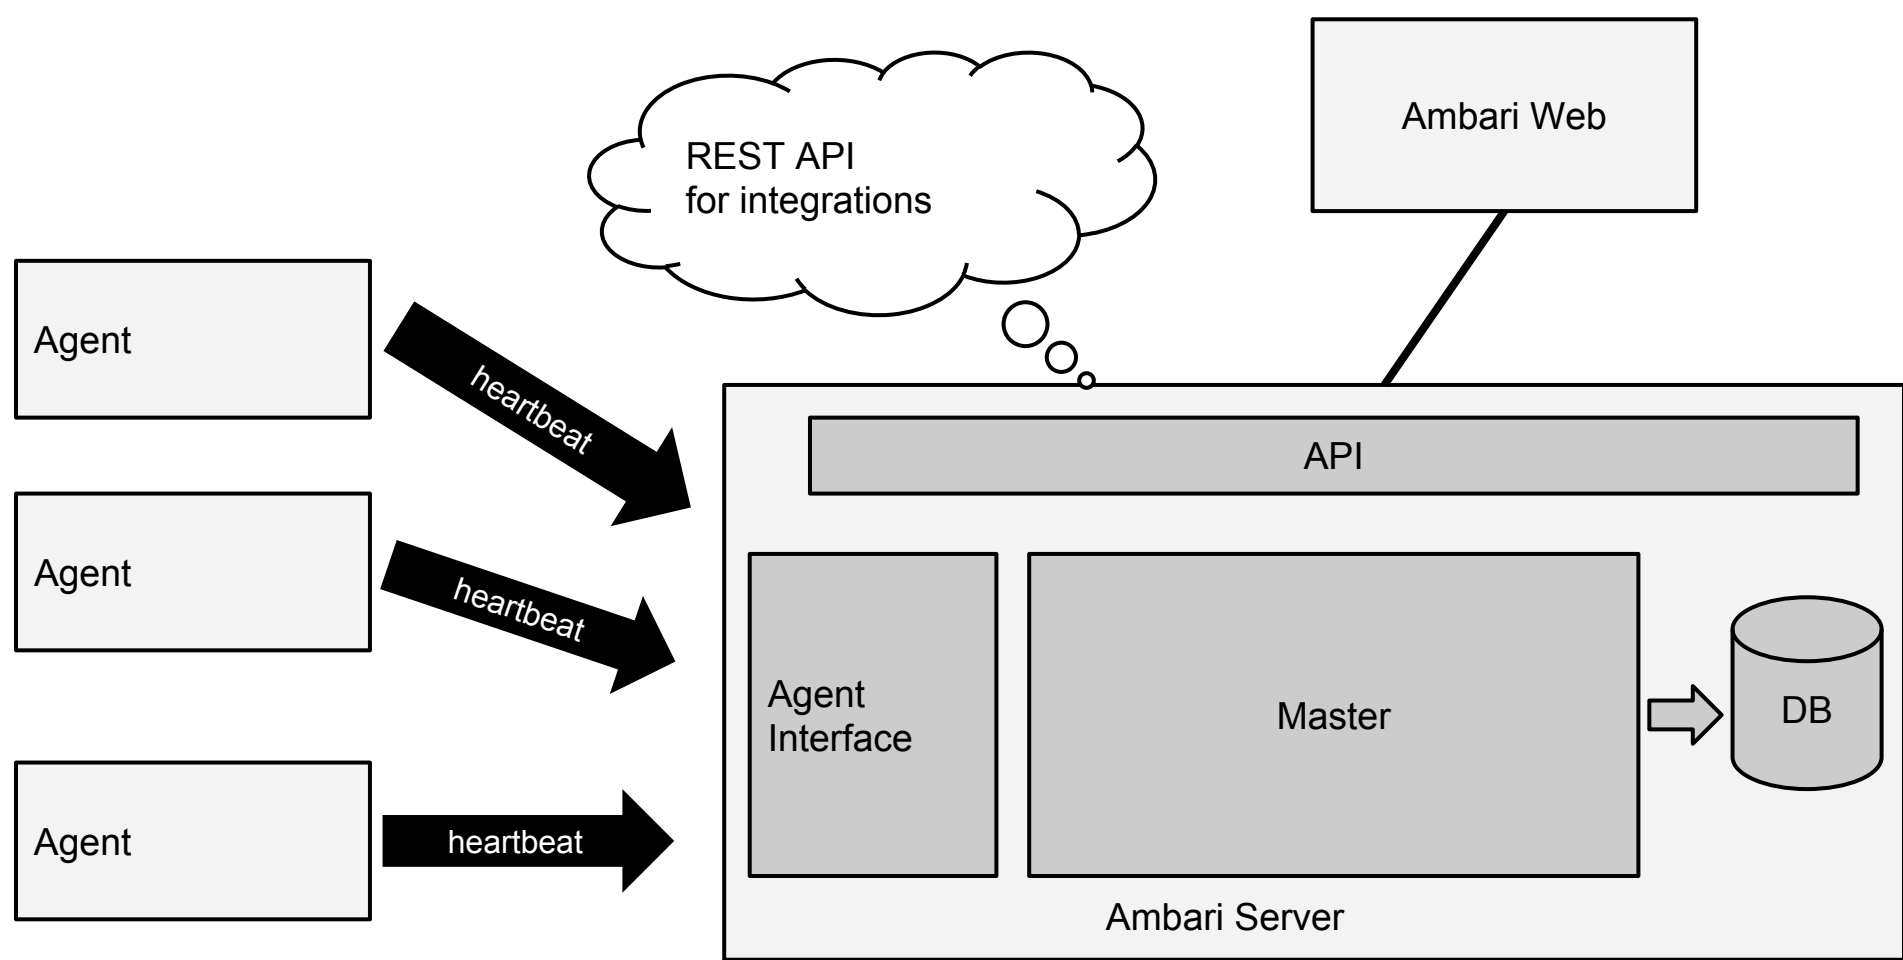 Ambari Web
REST API
for integrations
Agent
heartbeat
API
Agent
heartbeat
Agent
Interface
Master
DB
Agent
heartbeat
Ambari Server